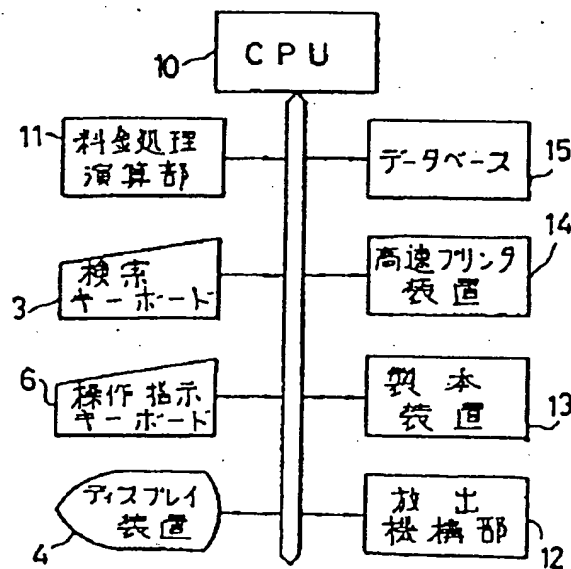 CPU
10
11
料金処理
演算部
データベース
15
検索
キーボード
3
高速プリンタ
装置
14
操作指示
キーボード
6
製本
装置
13
ディスプレイ
装置
4
放出
機構部
12